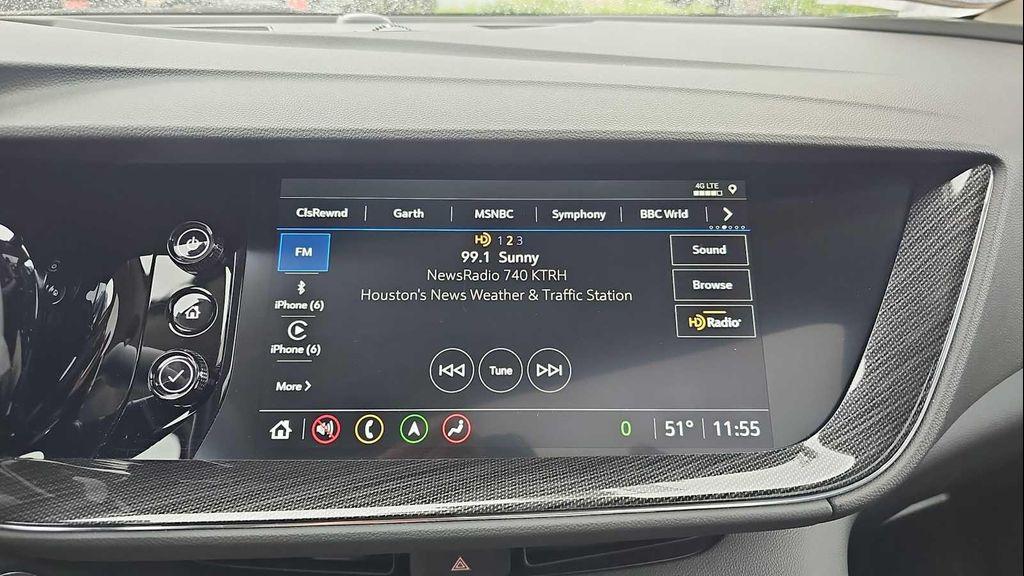 4G LTE
ClsRewnd Garth MSNBC Symphony BBC Wrld
FM
HD 1 2 3
99.1 Sunny
NewsRadio 740 KTRH
Houston's News Weather & Traffic Station
Sound
Browse
HD Radio
iPhone (6)
iPhone (6)
More
Tune
0 51° 11:55